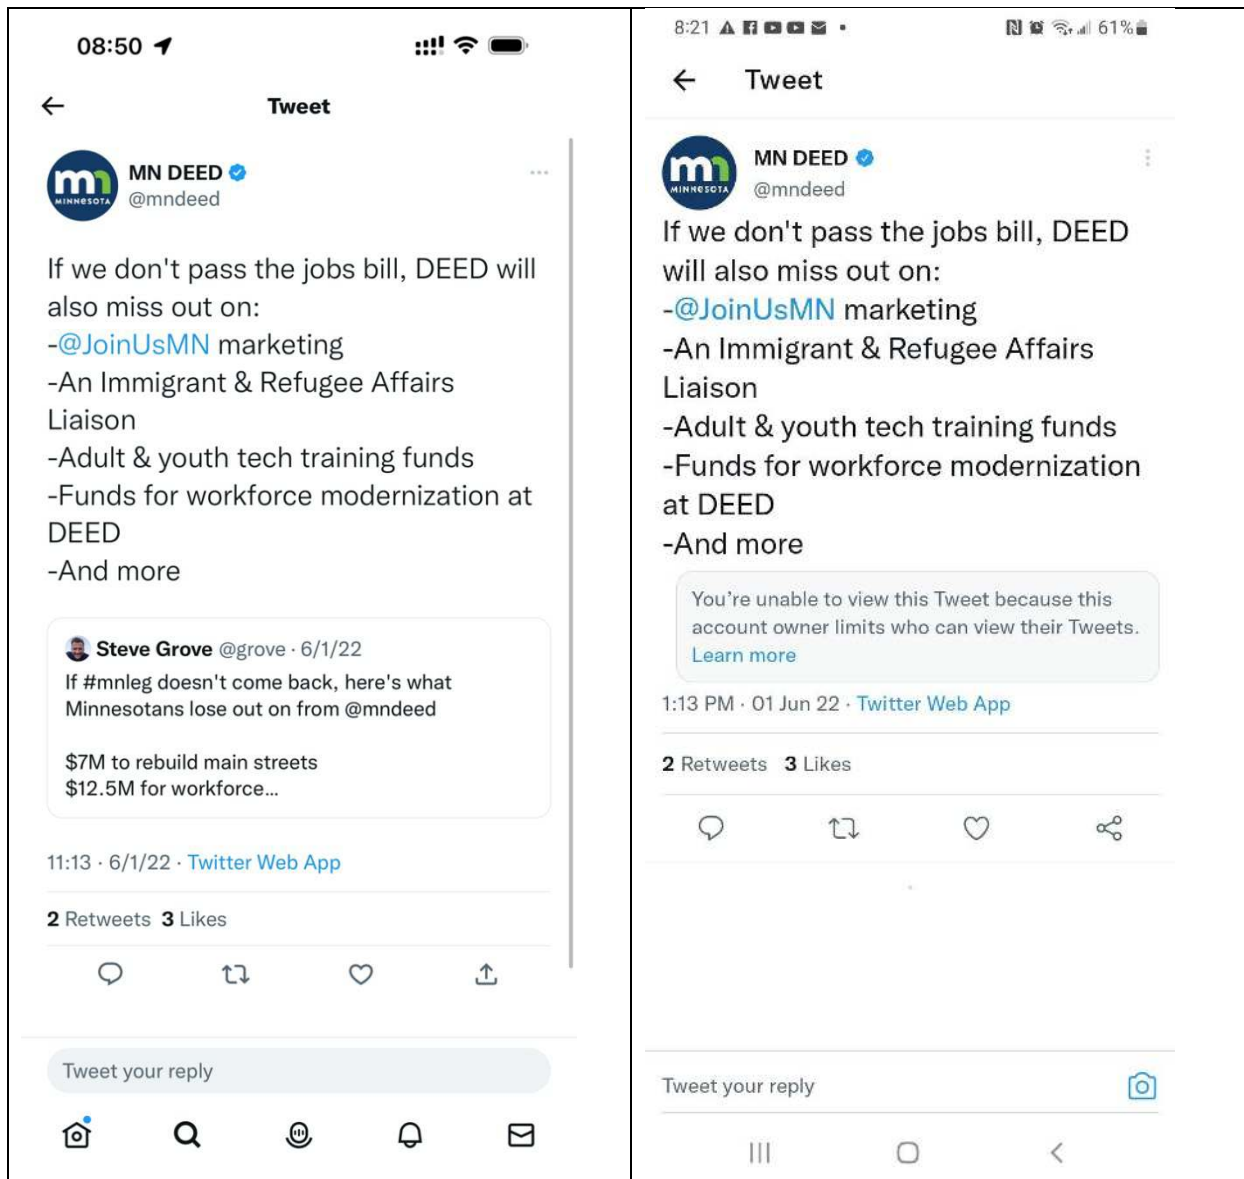 08:50
Tweet
MN DEED
@mndeed
mn
MINNESOTA
If we don't pass the jobs bill, DEED will
also miss out on:
-@JoinUsMN marketing
-An Immigrant & Refugee Affairs
Liaison
-Adult & youth tech training funds
-Funds for workforce modernization at
DEED
-And more
Steve Grove @grove · 6/1/22
If #mnleg doesn't come back, here's what
Minnesotans lose out on from @mndeed
$7M to rebuild main streets
$12.5M for workforce...
11:13 · 6/1/22 · Twitter Web App
2 Retweets 3 Likes
Tweet your reply
8:21 61%
Tweet
MN DEED
@mndeed
mn
MINNESOTA
If we don't pass the jobs bill, DEED
will also miss out on:
-@JoinUsMN marketing
-An Immigrant & Refugee Affairs
Liaison
-Adult & youth tech training funds
-Funds for workforce modernization
at DEED
-And more
You're unable to view this Tweet because this
account owner limits who can view their Tweets.
Learn more
1:13 PM · 01 Jun 22 · Twitter Web App
2 Retweets 3 Likes
Tweet your reply